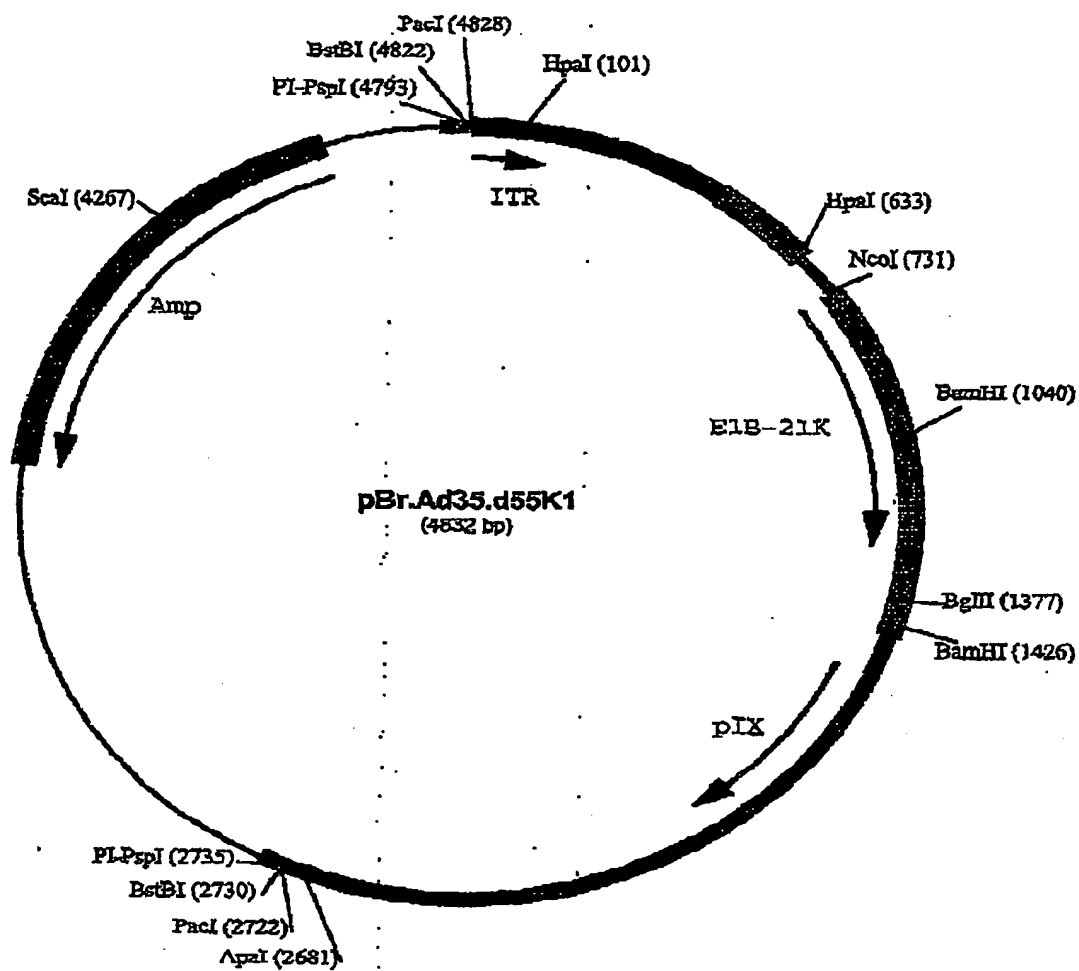 PacI (4828)
BstBI (4822)
HpaI (101)
PI-PspI (4793)
ScaI (4267)
ITR
HpaI (633)
NcoI (731)
Amp
BamHI (1040)
E1B-21K
pBr.Ad35.d55K1
(4832 bp)
BglII (1377)
BamHI (1426)
pIX
PI-PspI (2735)
BstBI (2730)
PacI (2722)
ApaI (2681)